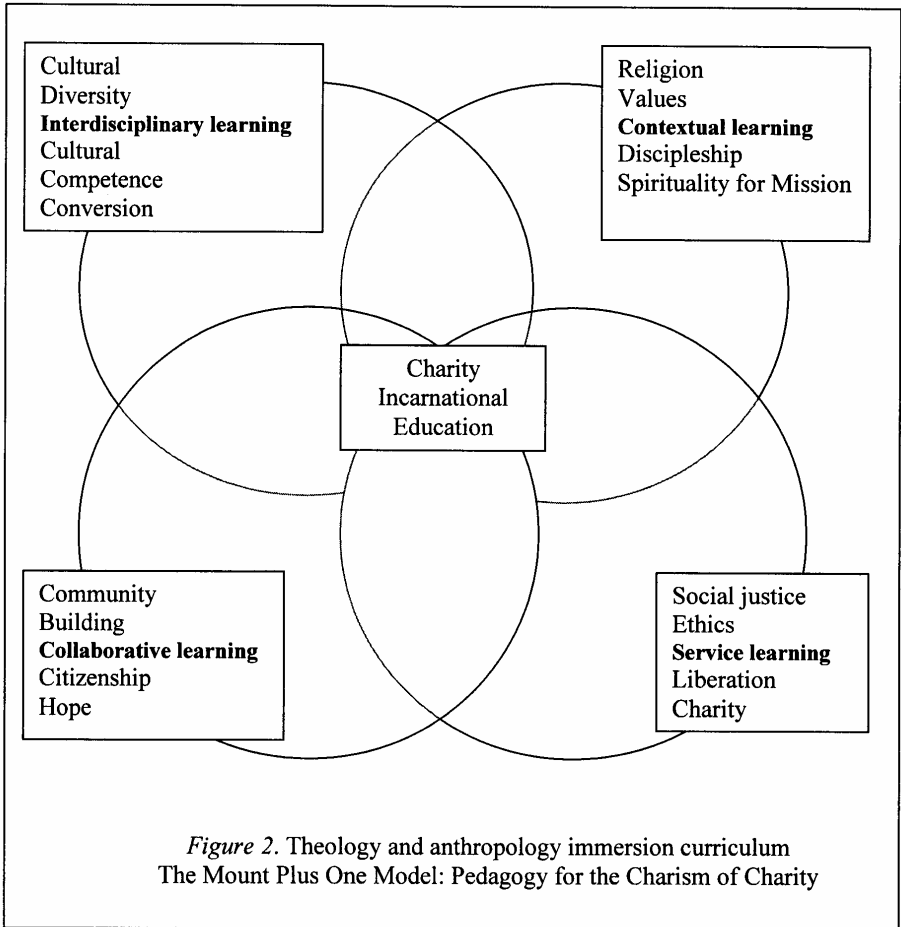 Cultural
Diversity
Interdisciplinary learning
Cultural
Competence
Conversion
Religion
Values
Contextual learning
Discipleship
Spirituality for Mission
Charity
Incarnational
Education
Community
Building
Collaborative learning
Citizenship
Hope
Social justice
Ethics
Service learning
Liberation
Charity
Figure 2. Theology and anthropology immersion curriculum
The Mount Plus One Model: Pedagogy for the Charism of Charity